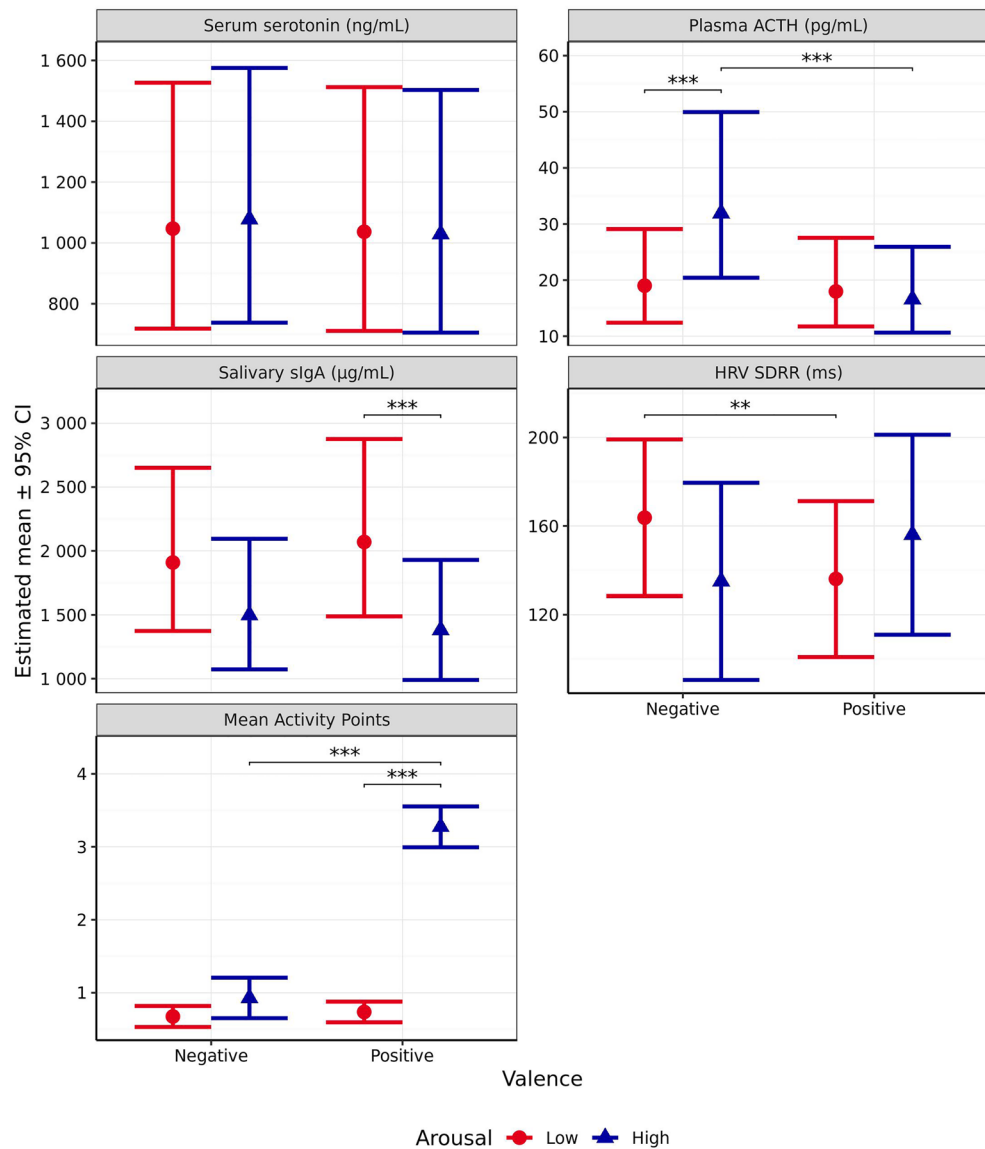 Serum serotonin (ng/mL)
1 600
1 400
1 200
1 000
800
Plasma ACTH (pg/mL)
60
50
40
30
20
10
***
***
Salivary sIgA (µg/mL)
3 000
2 500
2 000
1 500
1 000
***
HRV SDRR (ms)
200
160
120
**
Negative
Positive
Mean Activity Points
4
3
2
1
***
***
Negative
Positive
Estimated mean ± 95% CI
Valence
Arousal Low High